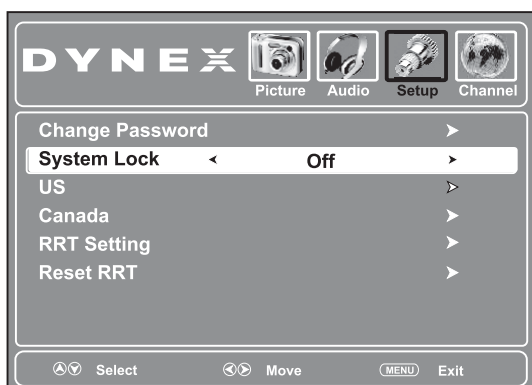 DYNEX
Picture Audio Setup Channel
Change Password
System Lock Off
US
Canada
RRT Setting
Reset RRT
Select Move MENU Exit